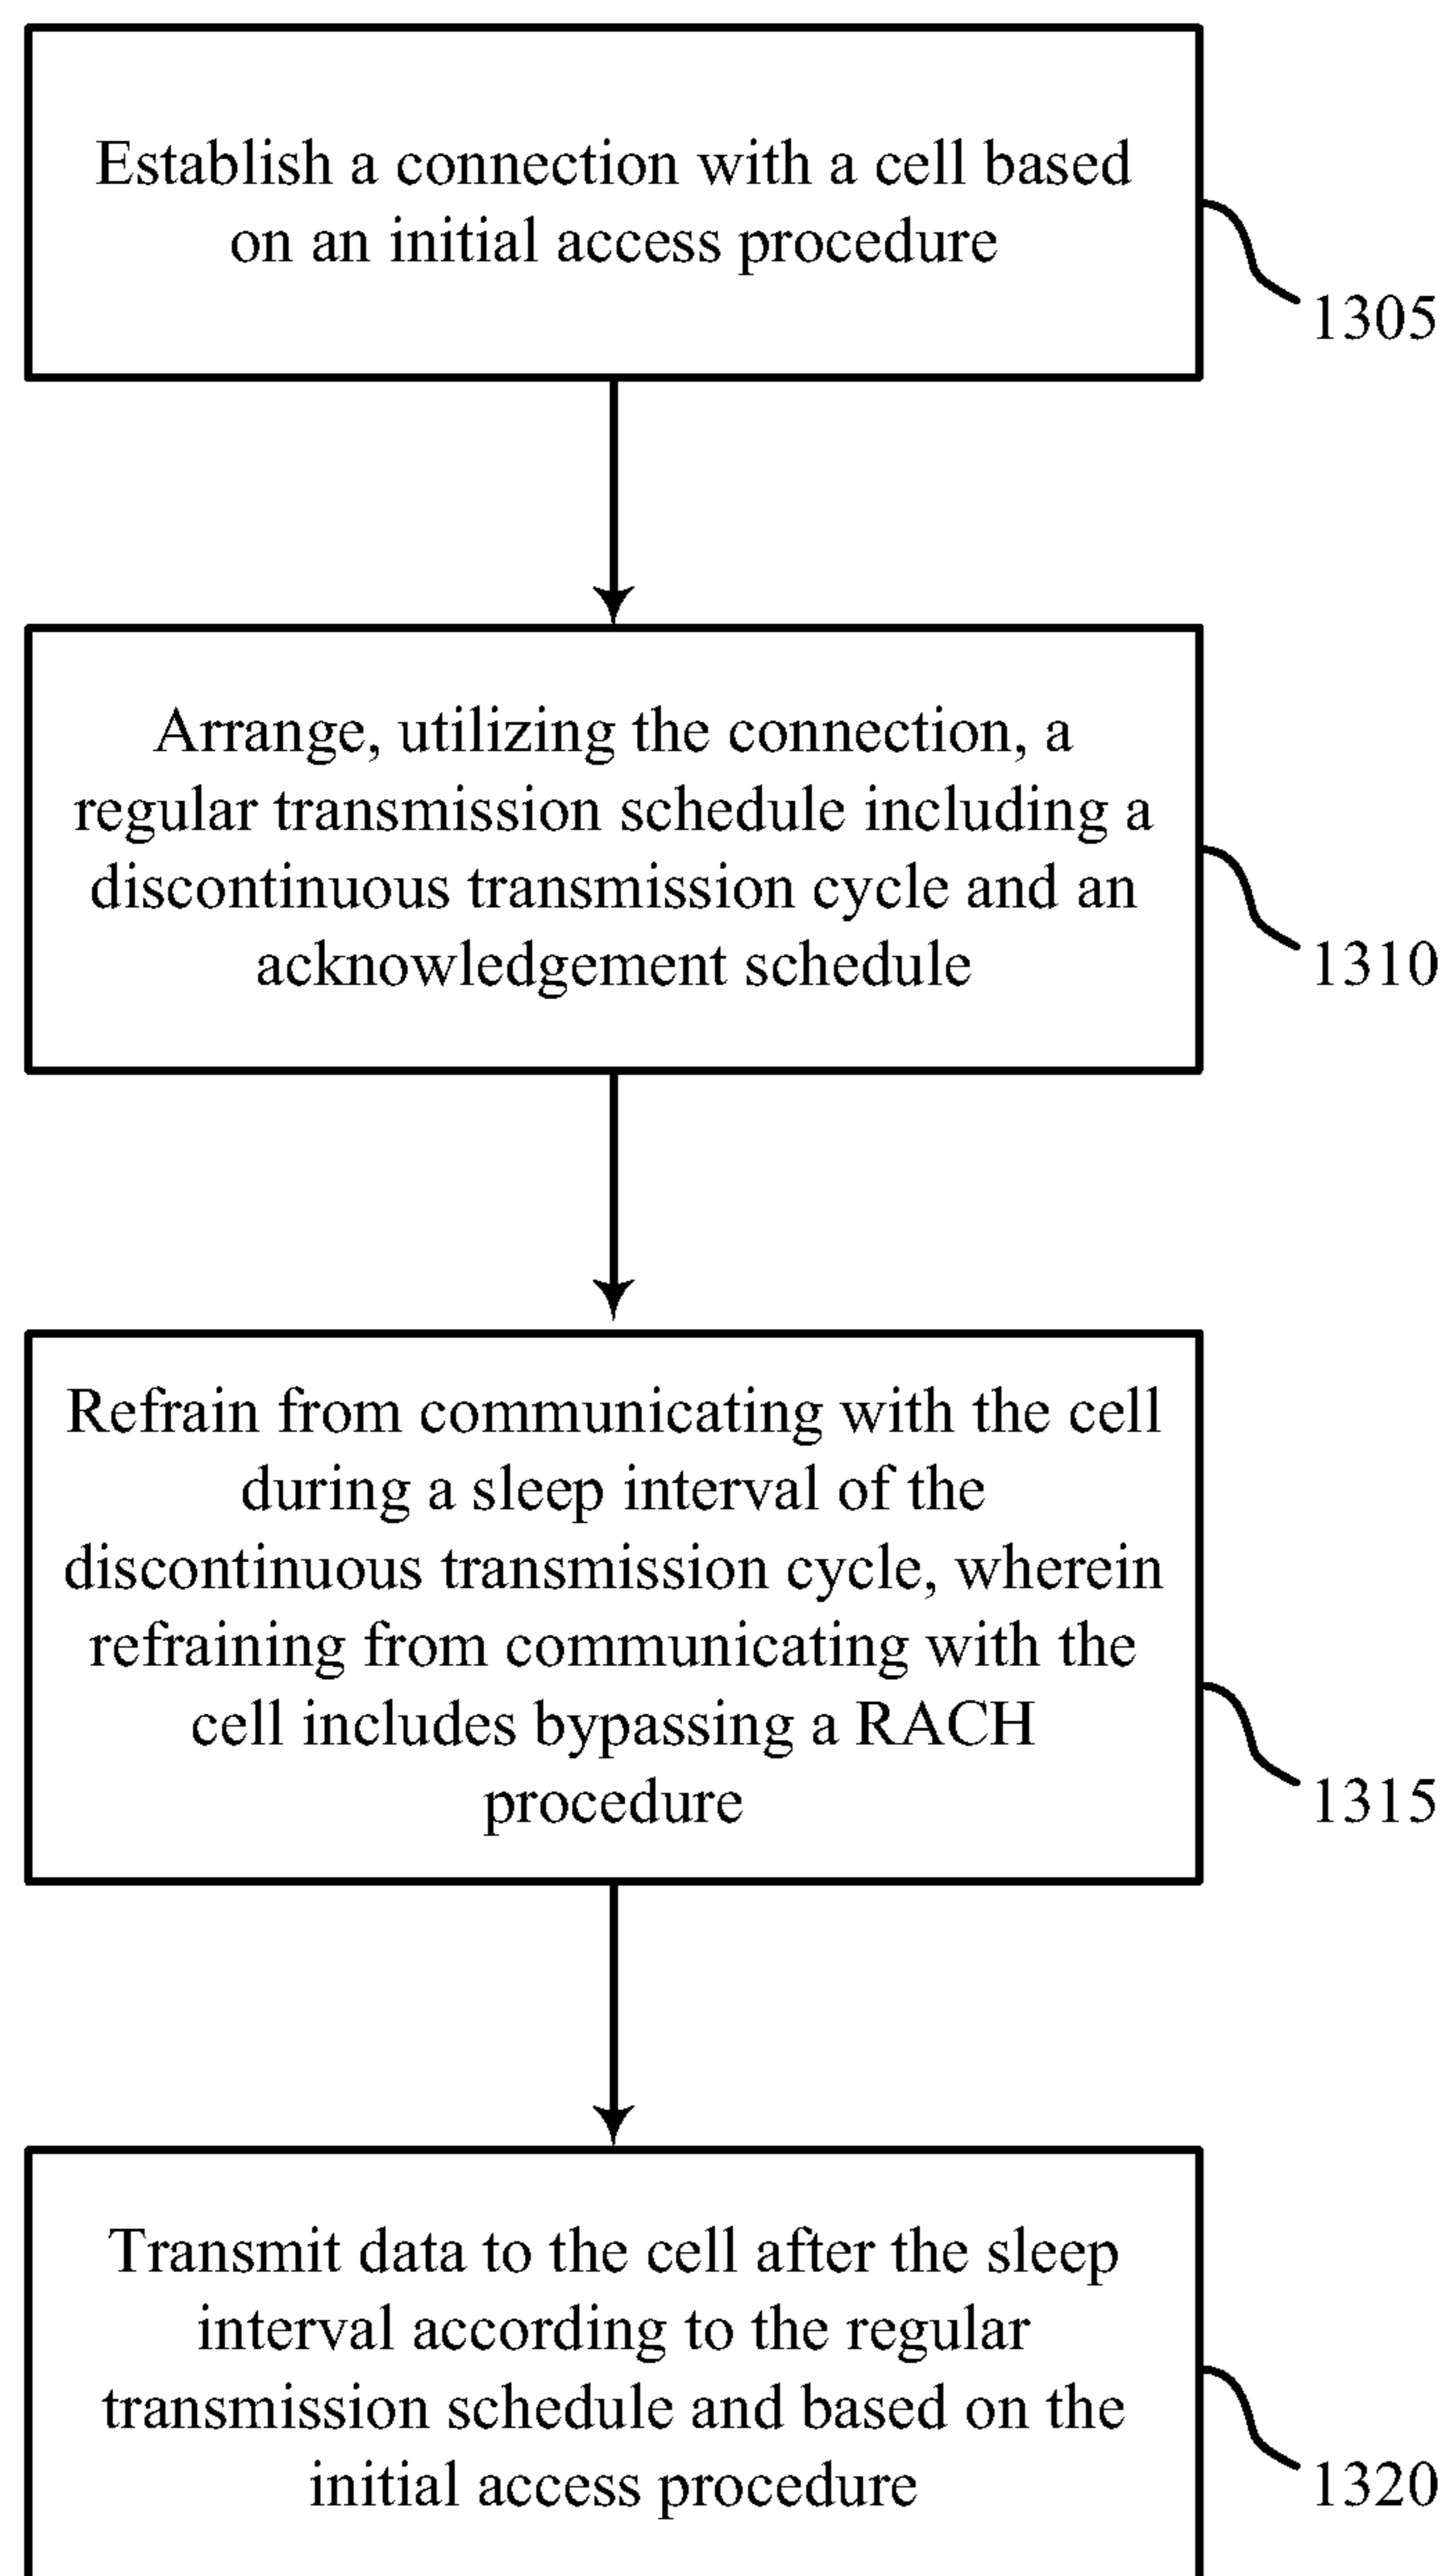 Establish a connection with a cell based
on an initial access procedure
1305
Arrange, utilizing the connection, a
regular transmission schedule including a
discontinuous transmission cycle and an
acknowledgement schedule
1310
Refrain from communicating with the cell
during a sleep interval of the
discontinuous transmission cycle, wherein
refraining from communicating with the
cell includes bypassing a RACH
procedure
1315
Transmit data to the cell after the sleep
interval according to the regular
transmission schedule and based on the
initial access procedure
1320